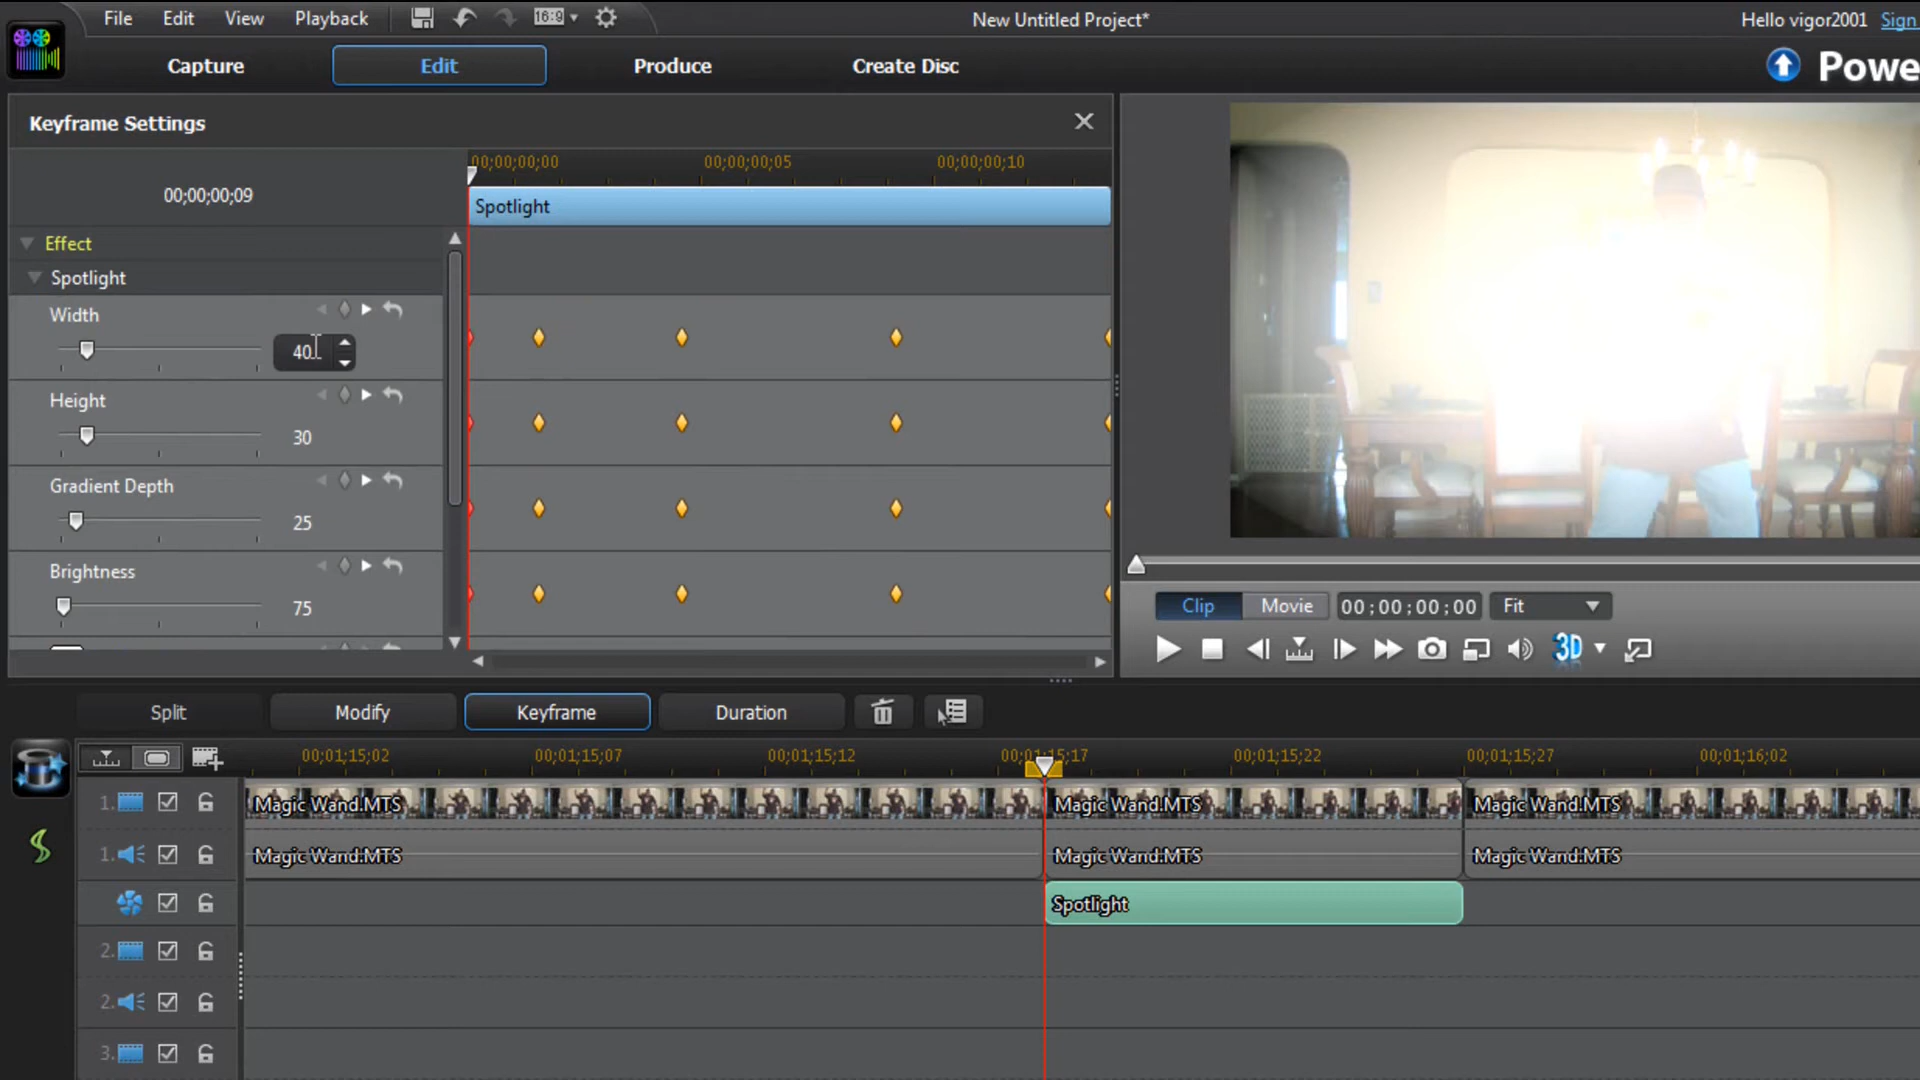 File Edit View Playback 16:9 New Untitled Project* Hello vigor2001 Sign
Capture Edit Produce Create Disc Powe
Keyframe Settings
00;00;00;09 00;00;00;00 00;00;00;05 00;00;00;10
Spotlight
Effect
Spotlight
Width
40
Height
30
Gradient Depth
25
Brightness
75
Clip Movie 00;00;00;00 Fit
3D
Split Modify Keyframe Duration
00;01;15;02 00;01;15;07 00;01;15;12 00;01;15;17 00;01;15;22 00;01;15;27 00;01;16;02
1. Magic Wand.MTS Magic Wand.MTS Magic Wand.MTS
1. Magic Wand.MTS Magic Wand.MTS Magic Wand.MTS
Spotlight
2.
2.
3.